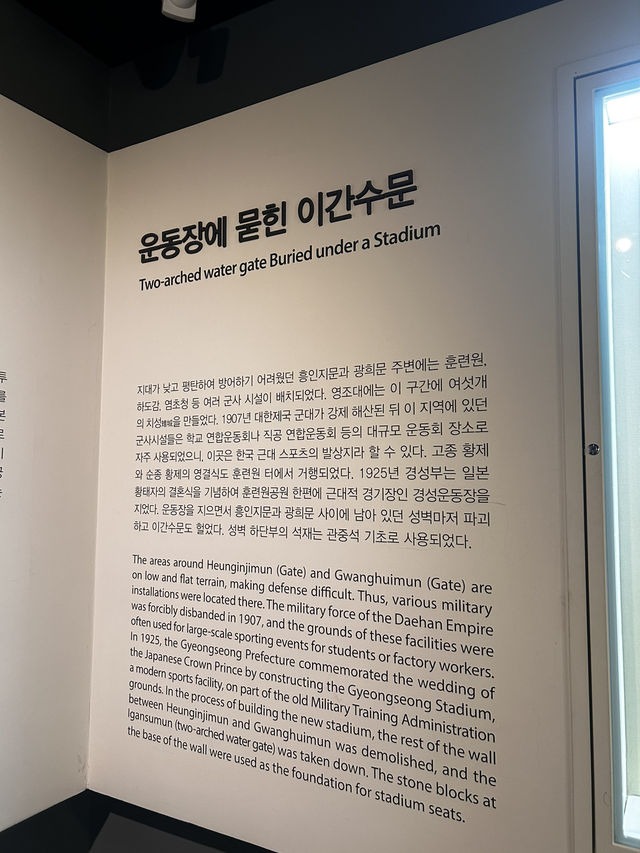 운동장에 묻힌 이간수문
Two-arched water gate Buried under a Stadium
지대가 낮고 평탄하여 방어하기 어려웠던 흥인지문과 광희문 주변에는 훈련원,
하도감, 염초청 등 여러 군사 시설이 배치되었다. 영조대에는 이 구간에 여섯개
의 치성雉城을 만들었다. 1907년 대한제국 군대가 강제 해산된 뒤 이 지역에 있던
군사시설들은 학교 연합운동회나 직공 연합운동회 등의 대규모 운동회 장소로
자주 사용되었으니, 이곳은 한국 근대 스포츠의 발상지라 할 수 있다. 고종 황제
와 순종 황제의 영결식도 훈련원 터에서 거행되었다. 1925년 경성부는 일본
황태자의 결혼식을 기념하여 훈련원공원 한편에 근대적 경기장인 경성운동장을
지었다. 운동장을 지으면서 흥인지문과 광희문 사이에 남아 있던 성벽마저 파괴
하고 이간수문도 헐었다. 성벽 하단부의 석재는 관중석 기초로 사용되었다.
The areas around Heunginjimun (Gate) and Gwanghuimun (Gate) are
on low and flat terrain, making defense difficult. Thus, various military
installations were located there. The military force of the Daehan Empire
was forcibly disbanded in 1907, and the grounds of these facilities were
often used for large-scale sporting events for students or factory workers.
In 1925, the Gyeongseong Prefecture commemorated the wedding of
the Japanese Crown Prince by constructing the Gyeongseong Stadium,
a modern sports facility, on part of the old Military Training Administration
grounds. In the process of building the new stadium, the rest of the wall
between Heunginjimun and Gwanghuimun was demolished, and the
Igansumun (two-arched water gate) was taken down. The stone blocks at
the base of the wall were used as the foundation for stadium seats.